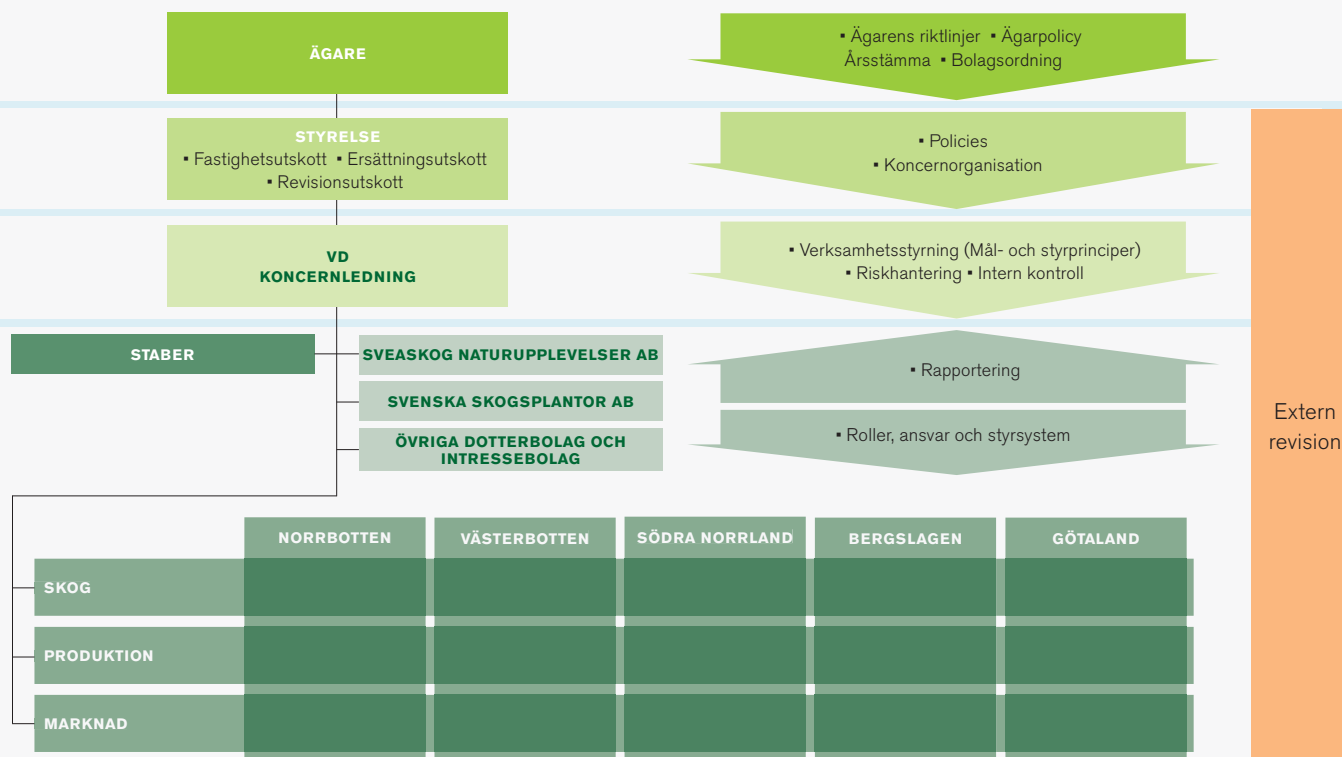 ÄGARE
▪ Ägarens riktlinjer ▪ Ägarpolicy
Årsstämma ▪ Bolagsordning
STYRELSE
▪ Fastighetsutskott ▪ Ersättningsutskott
▪ Revisionsutskott
▪ Policies
▪ Koncernorganisation
VD
KONCERNLEDNING
▪ Verksamhetsstyrning (Mål- och styrprinciper)
▪ Riskhantering ▪ Intern kontroll
STABER
SVEASKOG NATURUPPLEVELSER AB
SVENSKA SKOGSPLANTOR AB
ÖVRIGA DOTTERBOLAG OCH
INTRESSEBOLAG
▪ Rapportering
▪ Roller, ansvar och styrsystem
Extern
revision
NORRBOTTEN
VÄSTERBOTTEN
SÖDRA NORRLAND
BERGSLAGEN
GÖTALAND
SKOG
PRODUKTION
MARKNAD